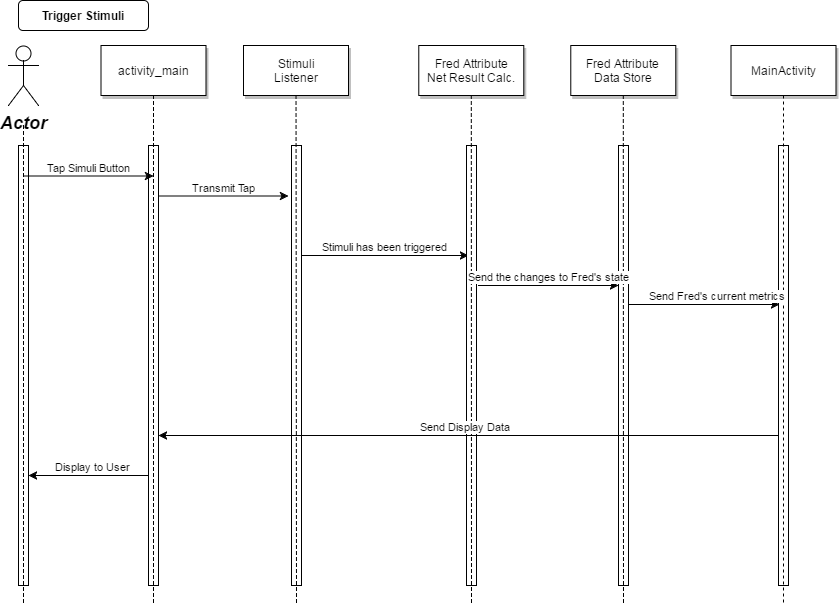 Trigger Stimuli
activity_main
Stimuli
Listener
Fred Attribute
Net Result Calc.
Fred Attribute
Data Store
MainActivity
Actor
Tap Simuli Button
Transmit Tap
Stimuli has been triggered
Send the changes to Fred's state
Send Fred's current metrics
Send Display Data
Display to User